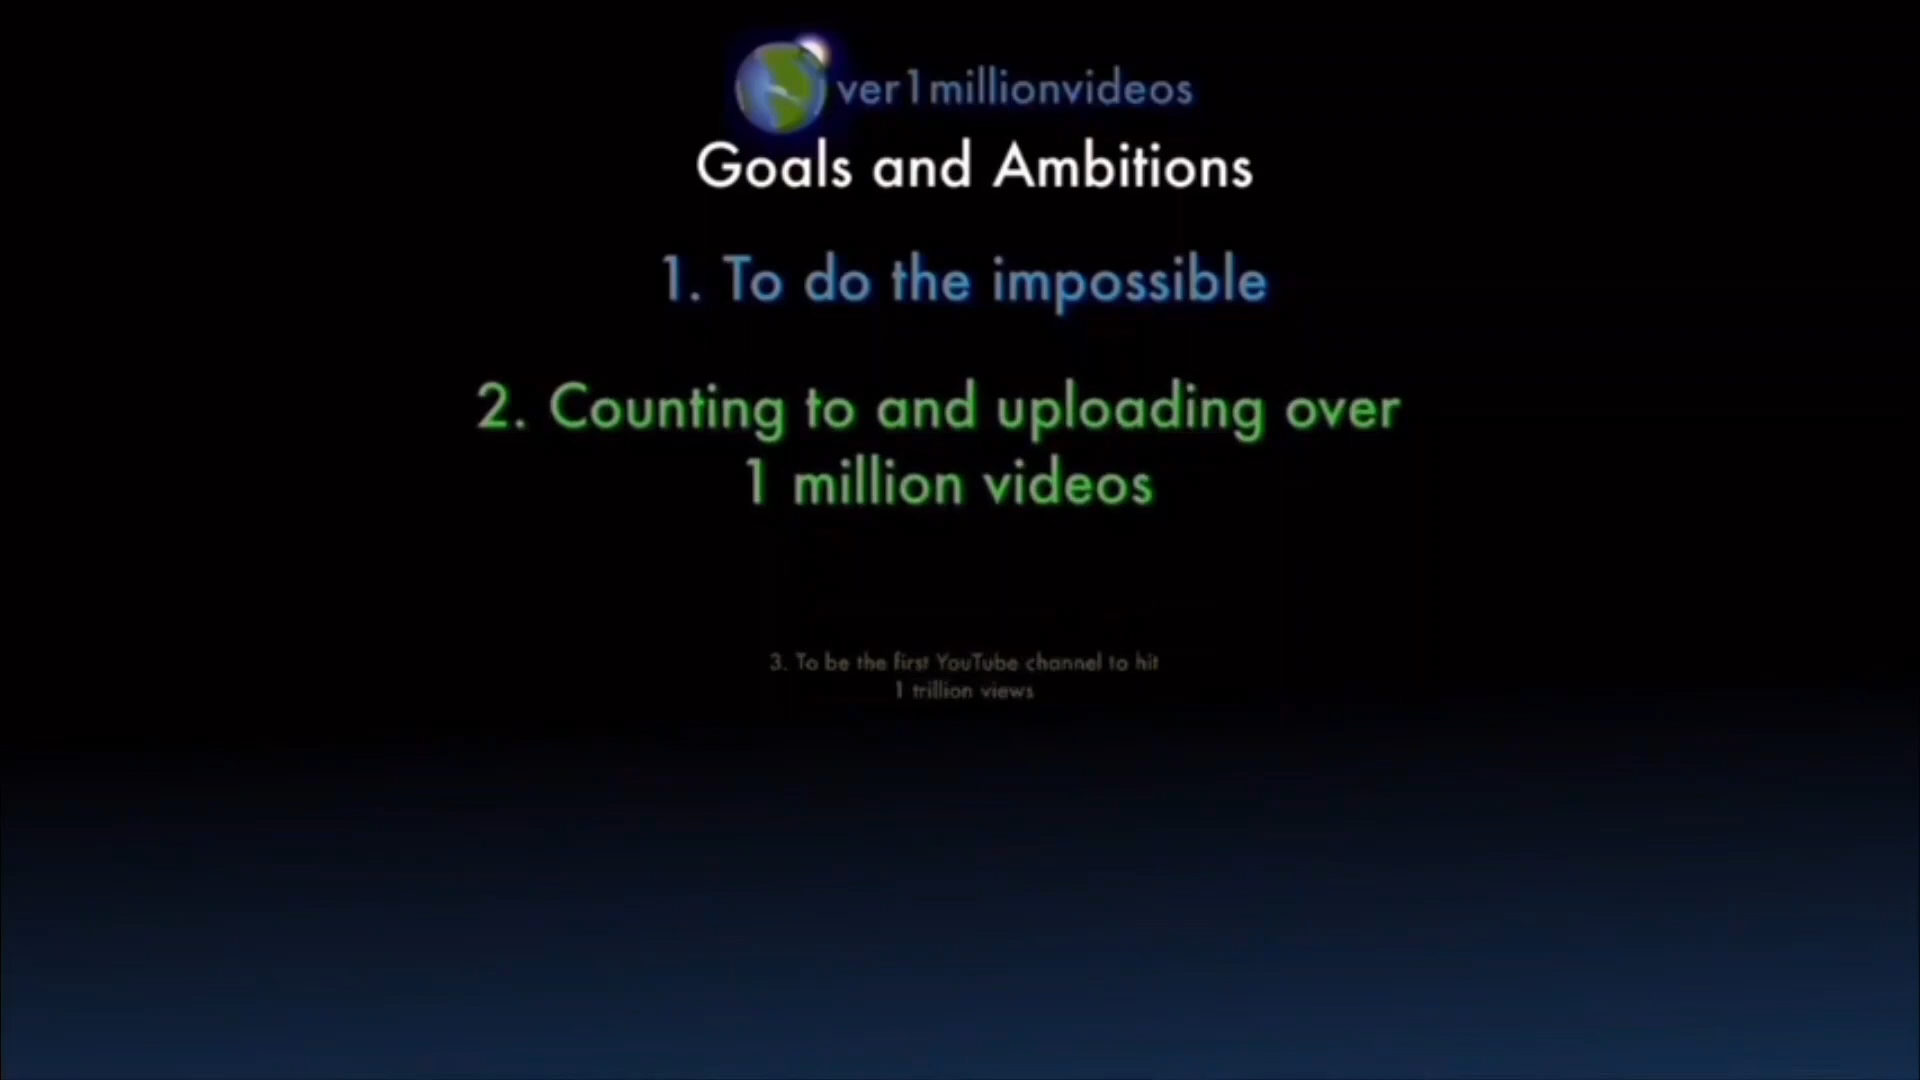 ver1millionvideos
Goals and Ambitions
1. To do the impossible
2. Counting to and uploading over
1 million videos
3. To be the first YouTube channel to hit
1 trillion views